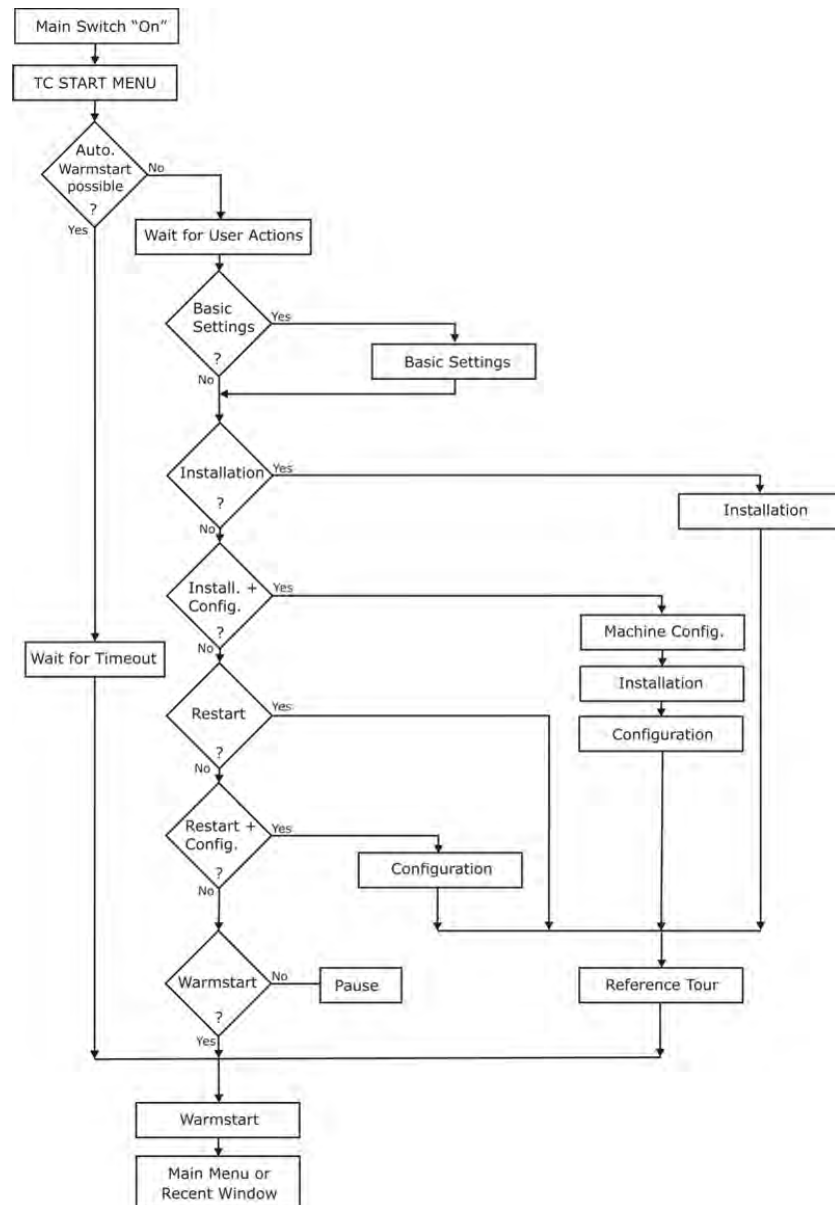 Main Switch “On”
TC START MENU
Auto.
Warmstart
possible
?
No
Yes
Wait for User Actions
Basic
Settings
?
Yes
No
Basic Settings
Installation
?
Yes
No
Installation
Install. +
Config.
?
Yes
No
Machine Config.
Installation
Configuration
Wait for Timeout
Restart
?
Yes
No
Restart +
Config.
?
Yes
No
Configuration
Warmstart
?
No
Yes
Pause
Reference Tour
Warmstart
Main Menu or
Recent Window